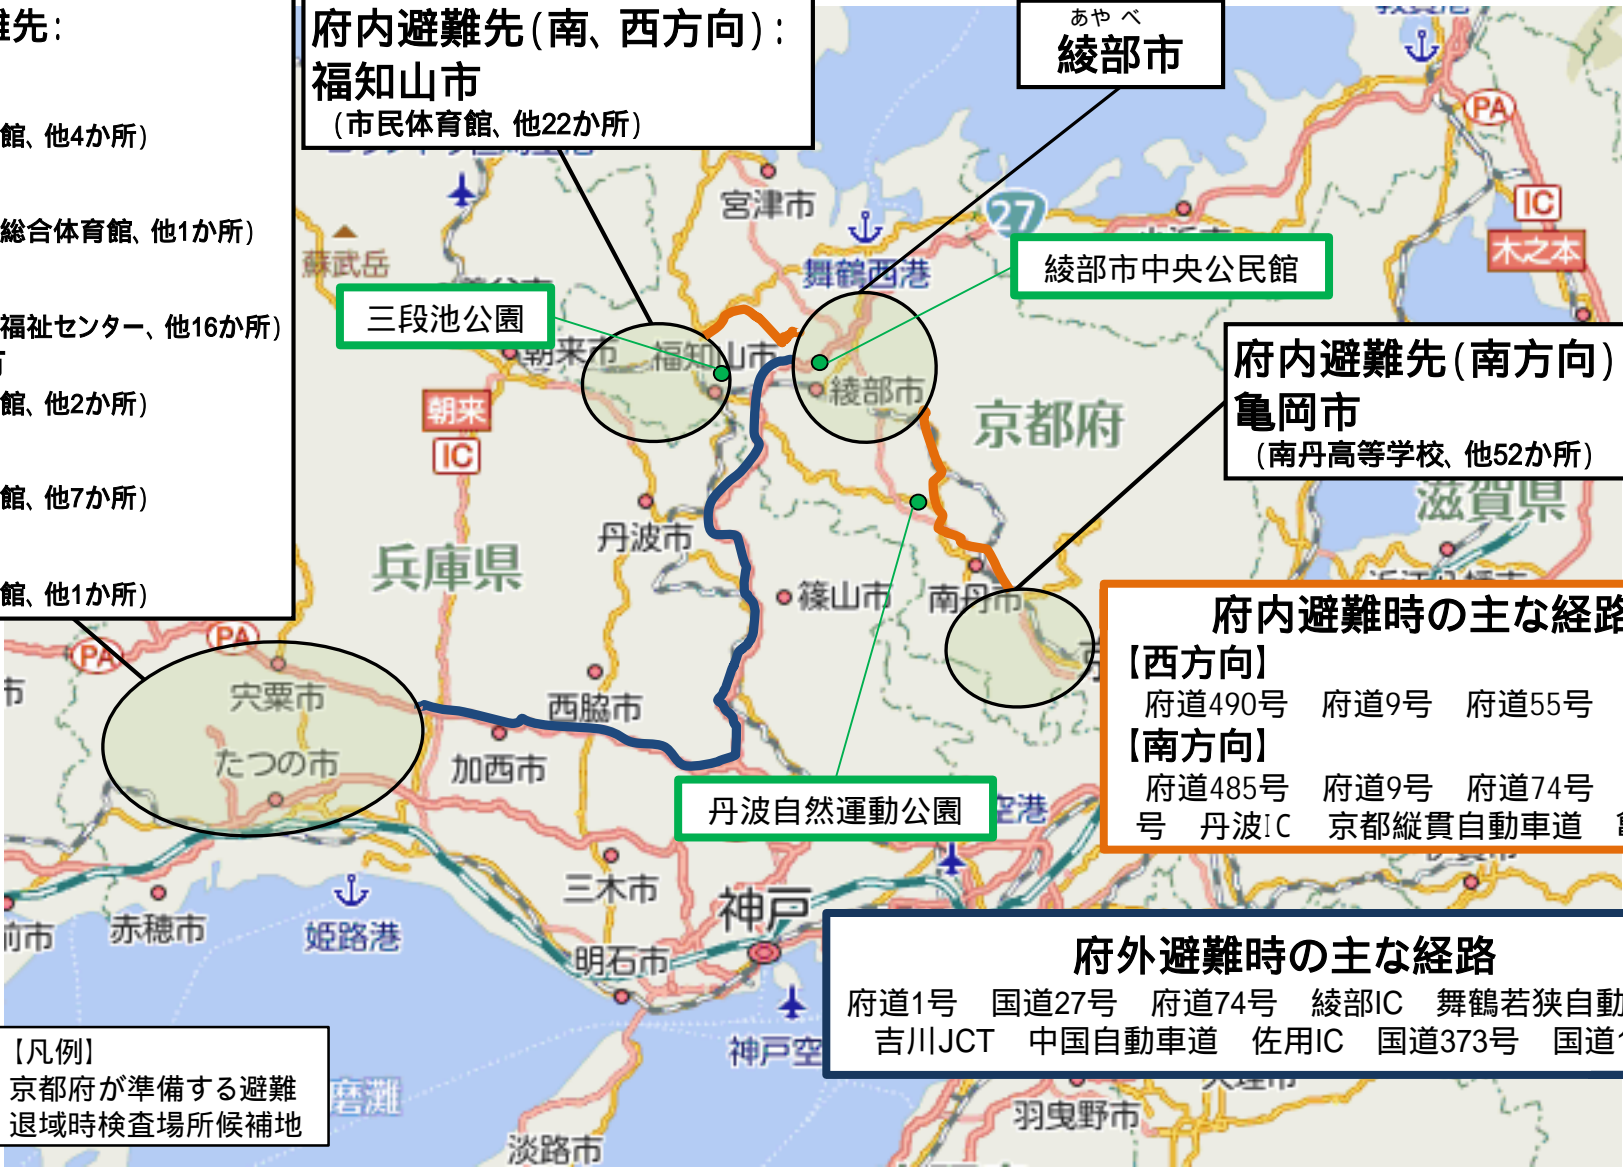 難先:
館、他4か所)
総合体育館、他1か所)
福祉センター、他16か所)
館、他2か所)
館、他7か所)
館、他1か所)
府内避難先(南、西方向):
福知山市
(市民体育館、他22か所)
あや べ
綾部市
敦賀港
PA
IC
木之本
宮津市
27
蘇武岳
舞鶴西港
綾部市中央公民館
三段池公園
朝来市
福知山市
綾部市
京都府
府内避難先(南方向)
亀岡市
(南丹高等学校、他52か所)
朝来
IC
滋賀県
丹波市
兵庫県
篠山市
南丹市
府内避難時の主な経路
【西方向】
府道490号 府道9号 府道55号
【南方向】
府道485号 府道9号 府道74号
号 丹波IC 京都縦貫自動車道
PA
PA
市
宍粟市
西脇市
たつの市
加西市
丹波自然運動公園
空港
三木市
神戸
赤穂市
前市
姫路港
明石市
府外避難時の主な経路
府道1号 国道27号 府道74号 綾部IC 舞鶴若狭自動
吉川JCT 中国自動車道 佐用IC 国道373号 国道
神戸空
【凡例】
京都府が準備する避難
退域時検査場所候補地
磨灘
羽曳野市
淡路市